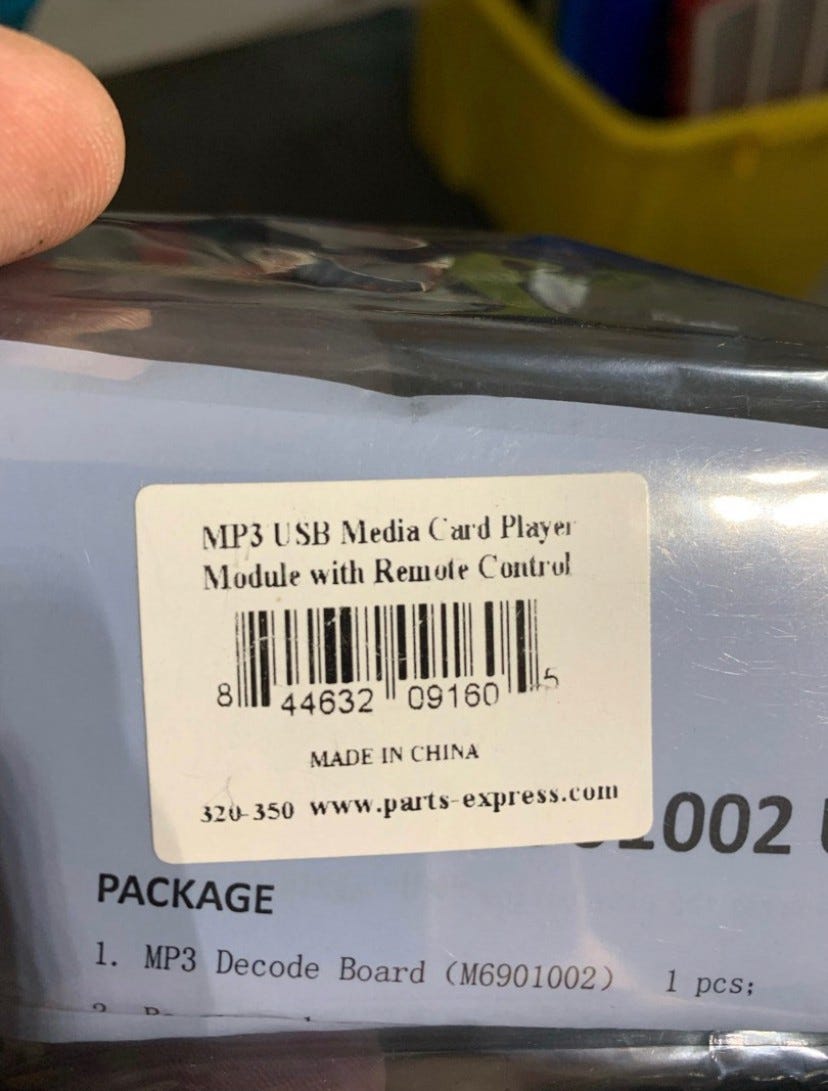 MP3 USB Media Card Player
Module with Remote Control
8 44632 09160 5
MADE IN CHINA
320-350 www.parts-express.com
1002
PACKAGE
1. MP3 Decode Board (M6901002) 1 pcs;